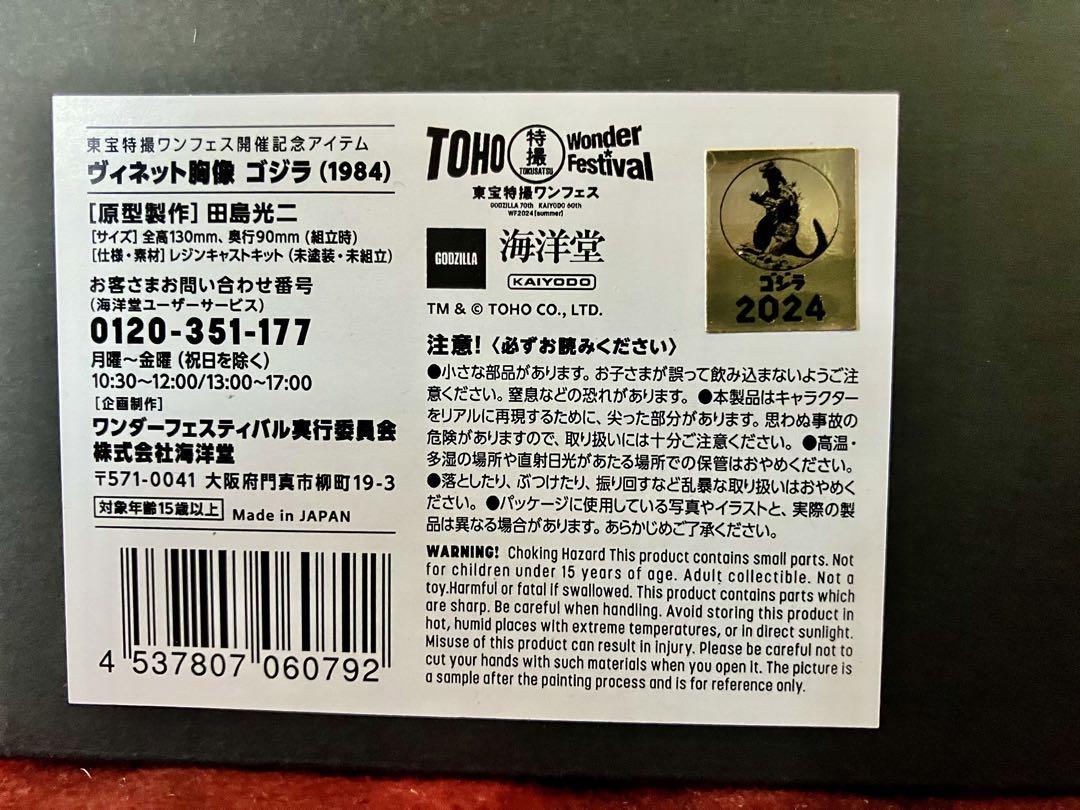 東宝特撮ワンフェス開催記念アイテム
ヴィネット胸像 ゴジラ(1984)
[原型製作] 田島光二
[サイズ] 全高130mm、奥行90mm (組立時)
[仕様・素材] レジンキャストキット (未塗装・未組立)
お客さまお問い合わせ番号
(海洋堂ユーザーサービス)
0120-351-177
月曜～金曜 (祝日を除く)
10:30～12:00/13:00～17:00
[企画制作]
ワンダーフェスティバル実行委員会
株式会社海洋堂
〒571-0041 大阪府門真市柳町19-3
対象年齢15歳以上 Made in JAPAN
4 537807 060792
TOHO 特撮 TOKUSATSU Wonder Festival
東宝特撮ワンフェス
GODZILLA 70th KAIYODO 60th
WF2024[summer]
GODZILLA 海洋堂
KAIYODO
TM & © TOHO CO., LTD.
ゴジラ
2024
注意!〈必ずお読みください〉
●小さな部品があります。お子さまが誤って飲み込まないようご注
意ください。窒息などの恐れがあります。●本製品はキャラクター
をリアルに再現するために、尖った部分があります。思わぬ事故の
危険がありますので、取り扱いには十分ご注意ください。●高温・
多湿の場所や直射日光があたる場所での保管はおやめください。
●落としたり、ぶつけたり、振り回すなど乱暴な取り扱いはおやめく
ださい。●パッケージに使用している写真やイラストと、実際の製
品は異なる場合があります。あらかじめご了承ください。
WARNING! Choking Hazard This product contains small parts. Not
for children under 15 years of age. Adult collectible. Not a
toy.Harmful or fatal if swallowed. This product contains parts which
are sharp. Be careful when handling. Avoid storing this product in
hot, humid places with extreme temperatures, or in direct sunlight.
Misuse of this product can result in injury. Please be careful not to
cut your hands with such materials when you open it. The picture is
a sample after the painting process and is for reference only.